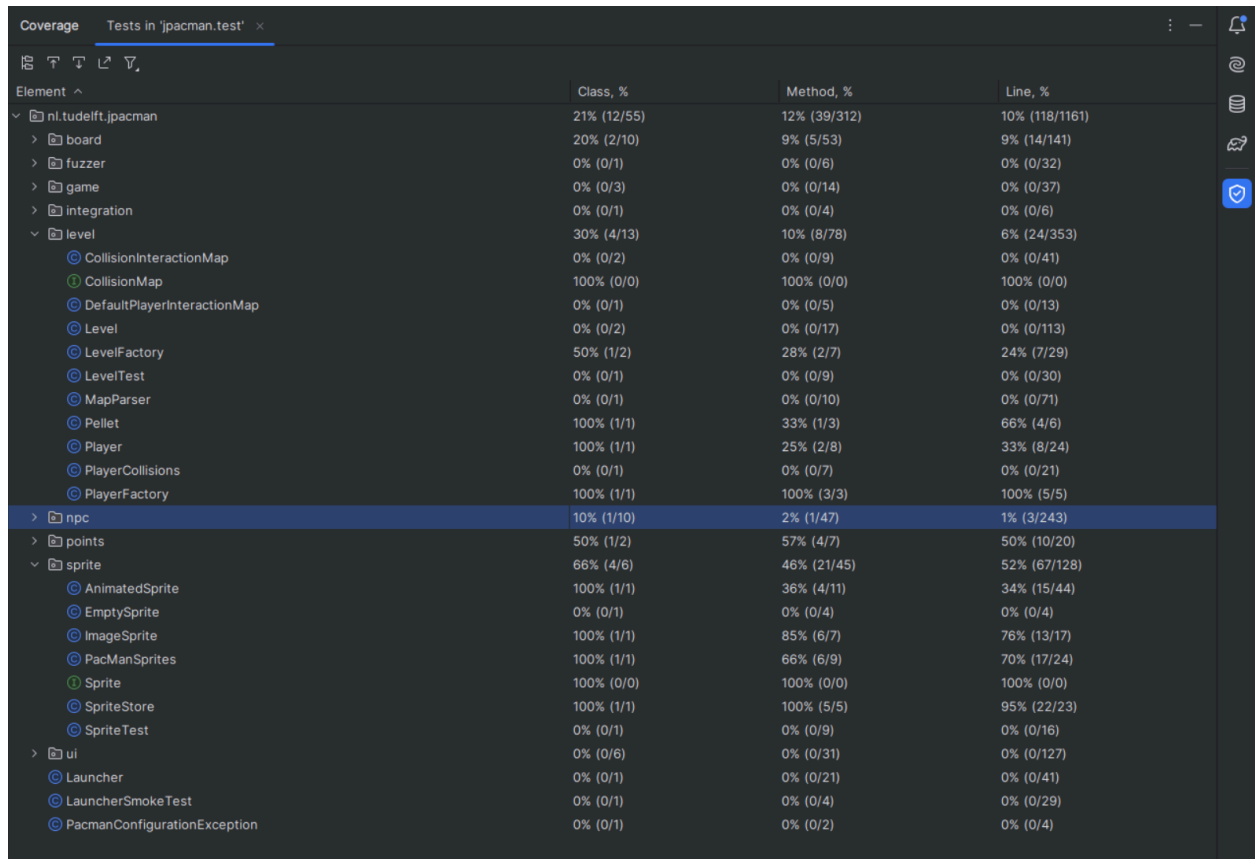 Coverage Tests in 'jpacman.test' ×
Element Class, % Method, % Line, %
nl.tudelft.jpacman 21% (12/55) 12% (39/312) 10% (118/1161)
board 20% (2/10) 9% (5/53) 9% (14/141)
fuzzer 0% (0/1) 0% (0/6) 0% (0/32)
game 0% (0/3) 0% (0/14) 0% (0/37)
integration 0% (0/1) 0% (0/4) 0% (0/6)
level 30% (4/13) 10% (8/78) 6% (24/353)
CollisionInteractionMap 0% (0/2) 0% (0/9) 0% (0/41)
CollisionMap 100% (0/0) 100% (0/0) 100% (0/0)
DefaultPlayerInteractionMap 0% (0/1) 0% (0/5) 0% (0/13)
Level 0% (0/2) 0% (0/17) 0% (0/113)
LevelFactory 50% (1/2) 28% (2/7) 24% (7/29)
LevelTest 0% (0/1) 0% (0/9) 0% (0/30)
MapParser 0% (0/1) 0% (0/10) 0% (0/71)
Pellet 100% (1/1) 33% (1/3) 66% (4/6)
Player 100% (1/1) 25% (2/8) 33% (8/24)
PlayerCollisions 0% (0/1) 0% (0/7) 0% (0/21)
PlayerFactory 100% (1/1) 100% (3/3) 100% (5/5)
npc 10% (1/10) 2% (1/47) 1% (3/243)
points 50% (1/2) 57% (4/7) 50% (10/20)
sprite 66% (4/6) 46% (21/45) 52% (67/128)
AnimatedSprite 100% (1/1) 36% (4/11) 34% (15/44)
EmptySprite 0% (0/1) 0% (0/4) 0% (0/4)
ImageSprite 100% (1/1) 85% (6/7) 76% (13/17)
PacManSprites 100% (1/1) 66% (6/9) 70% (17/24)
Sprite 100% (0/0) 100% (0/0) 100% (0/0)
SpriteStore 100% (1/1) 100% (5/5) 95% (22/23)
SpriteTest 0% (0/1) 0% (0/9) 0% (0/16)
ui 0% (0/6) 0% (0/31) 0% (0/127)
Launcher 0% (0/1) 0% (0/21) 0% (0/41)
LauncherSmokeTest 0% (0/1) 0% (0/4) 0% (0/29)
PacmanConfigurationException 0% (0/1) 0% (0/2) 0% (0/4)